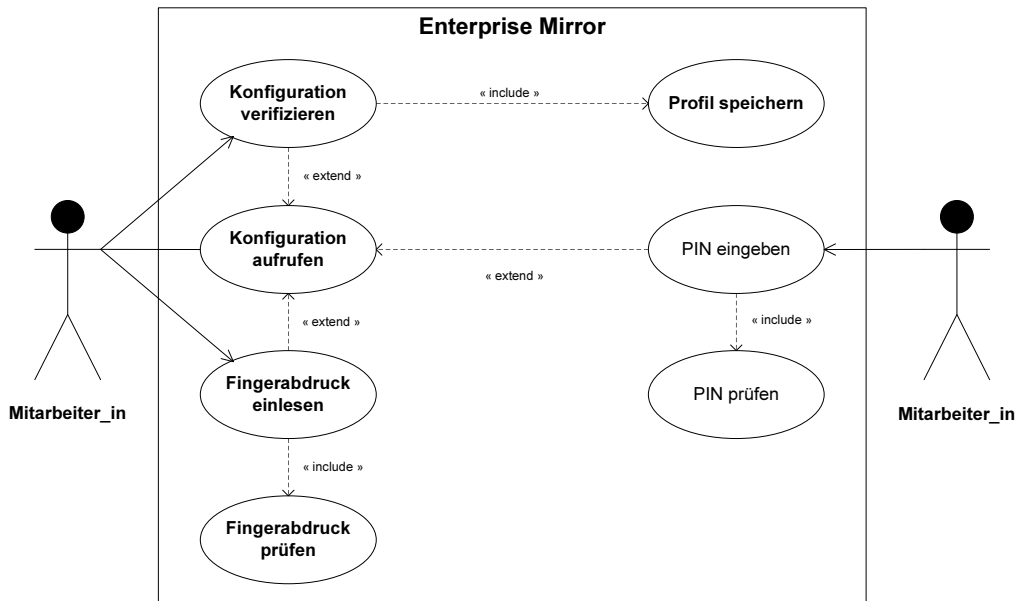 Enterprise Mirror
Konfiguration
verifizieren
« include »
Profil speichern
« extend »
Konfiguration
aufrufen
PIN eingeben
« extend »
« extend »
« include »
Fingerabdruck
einlesen
PIN prüfen
Mitarbeiter_in
Mitarbeiter_in
« include »
Fingerabdruck
prüfen